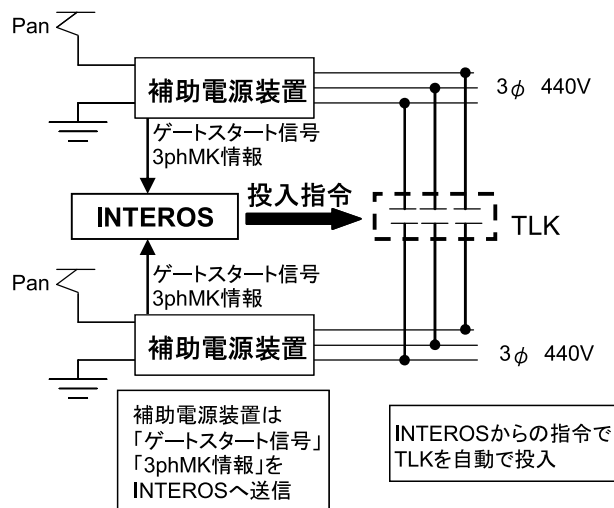 Pan
補助電源装置
3φ 440V
ゲートスタート信号
3phMK情報
INTEROS
投入指令
TLK
Pan
ゲートスタート信号
3phMK情報
補助電源装置
3φ 440V
補助電源装置は
「ゲートスタート信号」
「3phMK情報」を
INTEROSへ送信
INTEROSからの指令で
TLKを自動で投入